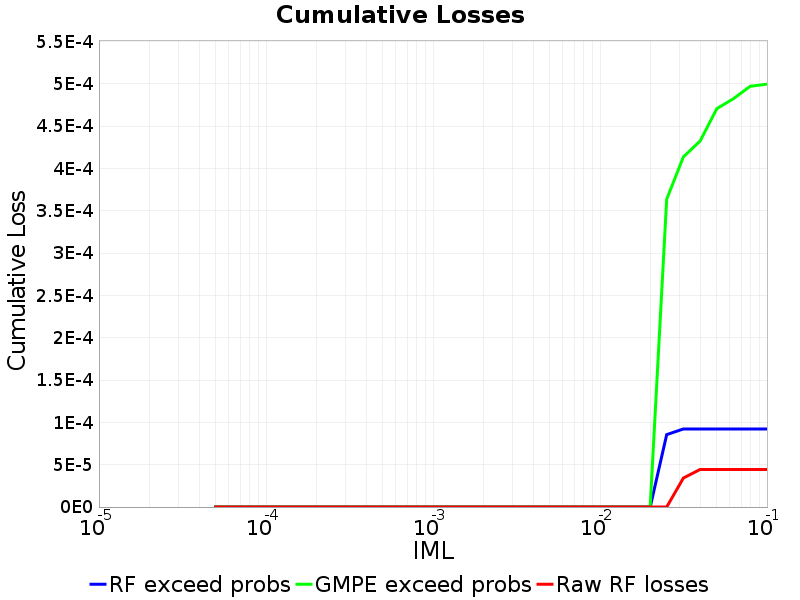 Cumulative Losses
5.5E-4
5E-4
4.5E-4
4E-4
3.5E-4
3E-4
2.5E-4
2E-4
1.5E-4
1E-4
5E-5
0E0
Cumulative Loss
10-5 10-4 10-3 10-2 10-1
IML
RF exceed probs GMPE exceed probs Raw RF losses